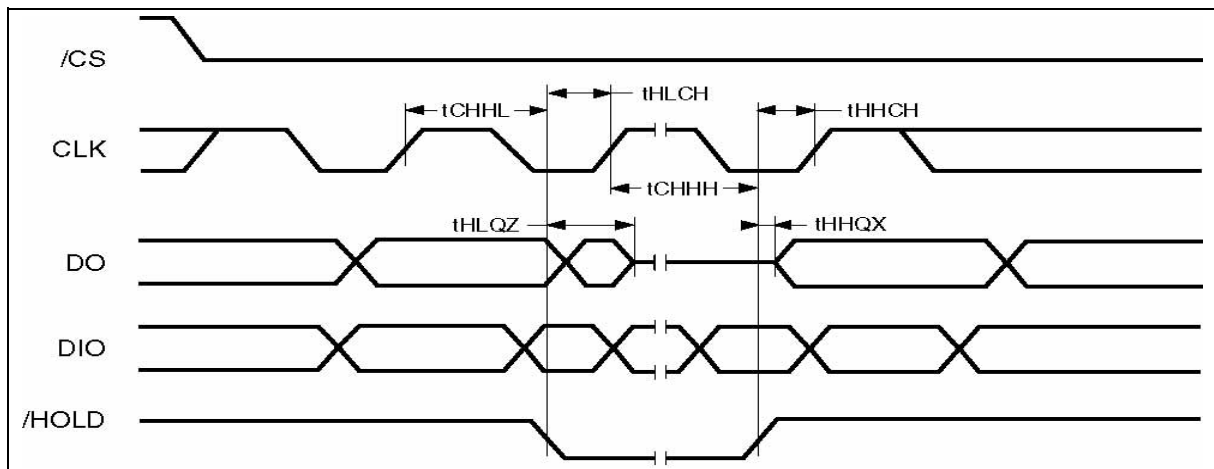 /CS
tHLCH
tCHHL
tHHCH
CLK
tCHHH
tHLQZ
tHHQX
DO
DIO
/HOLD